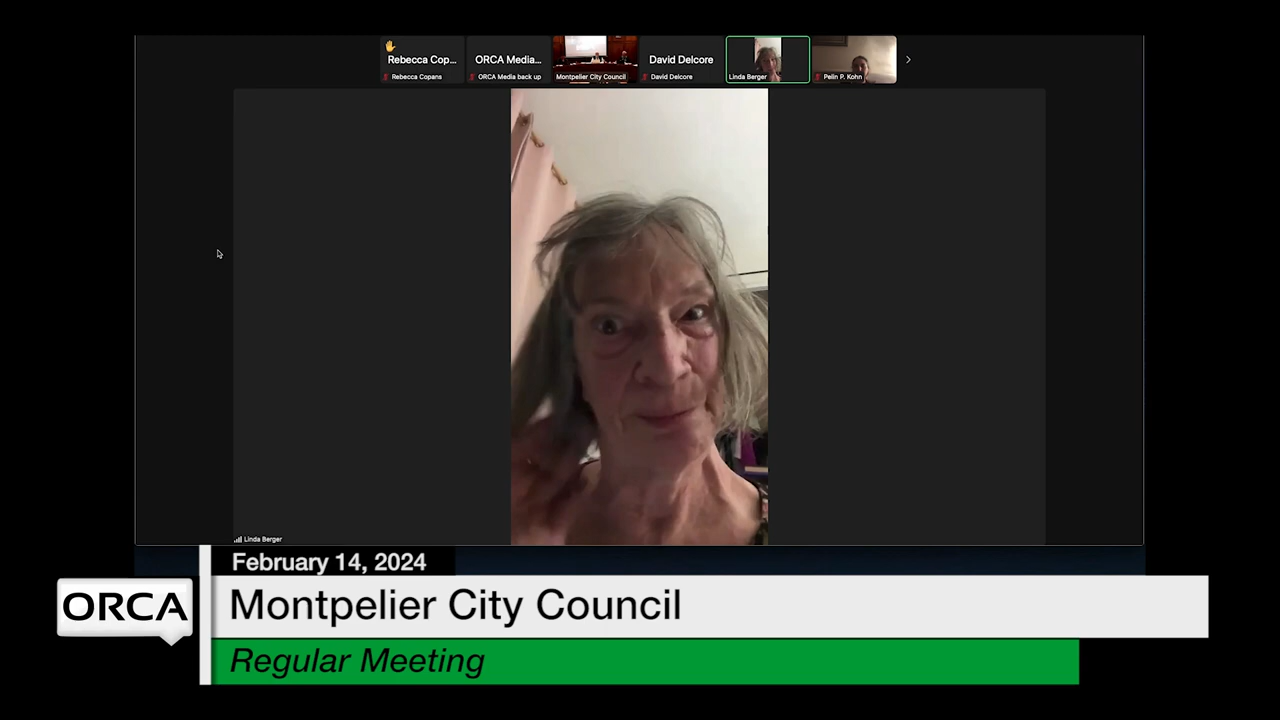 Rebecca Cop...
ORCA Media...
David Delcore
Rebecca Copans
ORCA Media back up
Montpelier City Council
David Delcore
Linda Berger
Pelin P. Kohn
Linda Berger
February 14, 2024
ORCA
Montpelier City Council
Regular Meeting